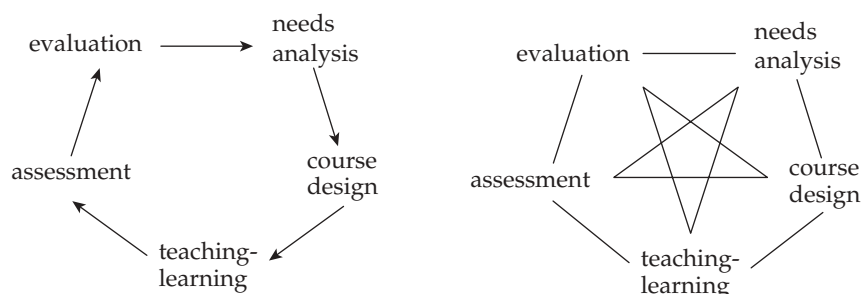 evaluation
needs
analysis
course
design
teaching-
learning
assessment
evaluation
needs
analysis
course
design
teaching-
learning
assessment